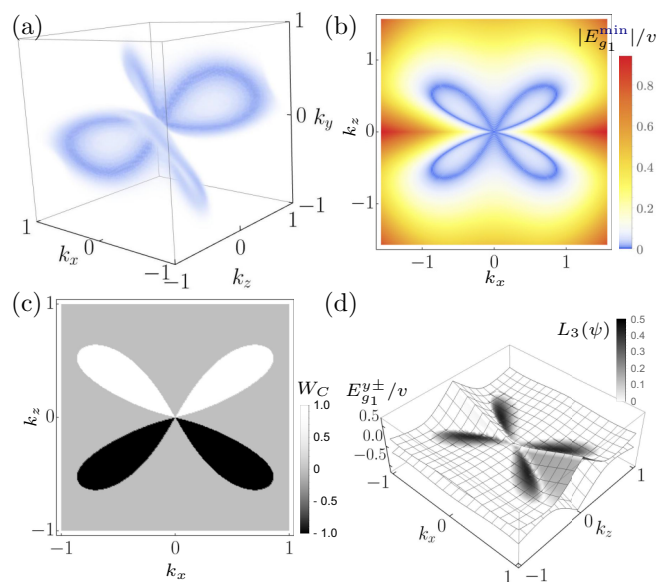 (a)
1
0
k_y
-1
1
0
k_x
-1
-1
0
k_z
1
(b)
|E_{g_1}^{min}|/v
1
0
-1
k_z
-1
0
1
k_x
0.8
0.6
0.4
0.2
0
(c)
1
0
-1
k_z
-1
0
1
k_x
W_C
1.0
0.5
0
- 0.5
- 1.0
(d)
L_3(ψ)
0.5
0.4
0.3
0.2
0.1
0
E_{g_1}^{y±}/v
0.5
0.0
-0.5
-1
0
k_x
1
-1
0
k_z
1